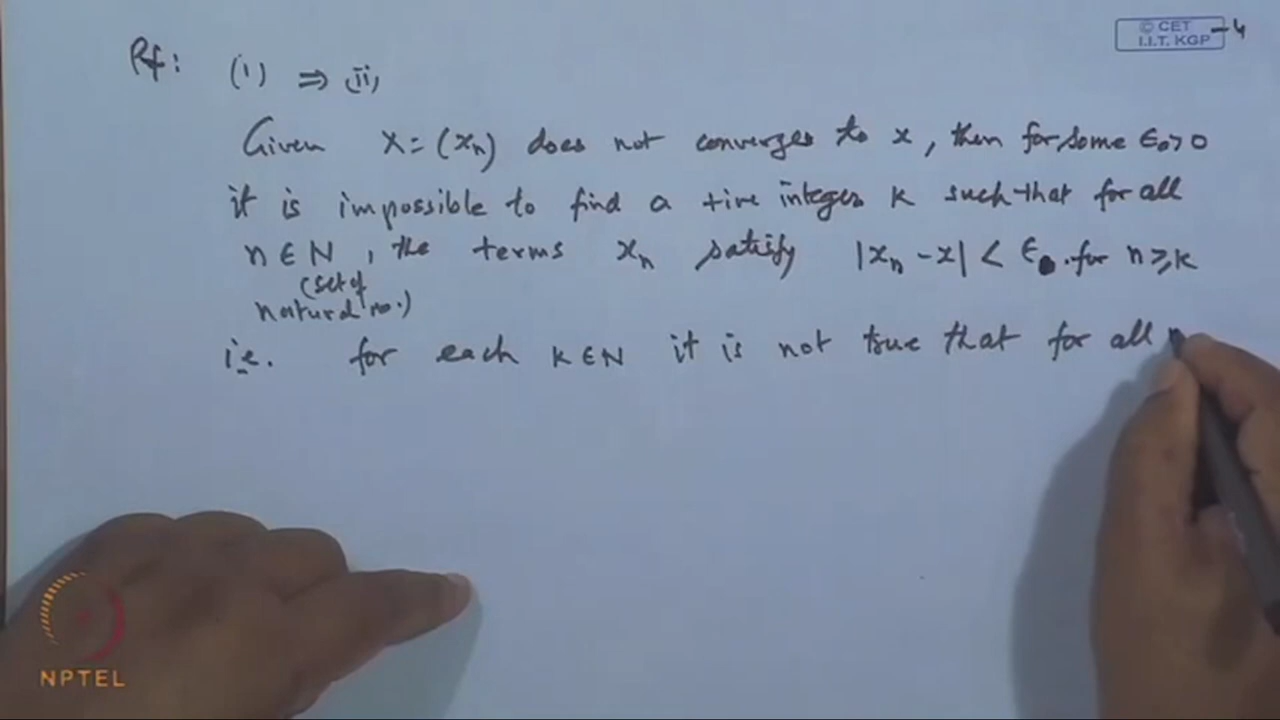 © CET
I.I.T. KGP -4
Pf: (i) ⇒ (ii)
Given X = (xₙ) does not converges to x, then for some ε₀>0
it is impossible to find a +ive integer K such that for all
n ∈ N, the terms xₙ satisfy |xₙ - x| < ε₀. for n ≥ K
(set of
natural no.)
i.e. for each K ∈ N it is not true that for all
NPTEL